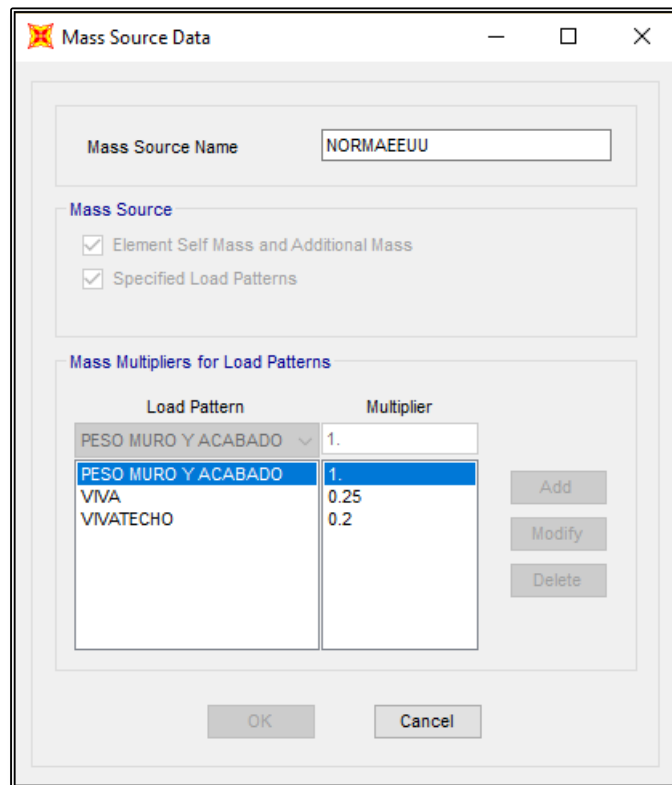 Mass Source Data
Mass Source Name NORMAEEUU
Mass Source
Element Self Mass and Additional Mass
Specified Load Patterns
Mass Multipliers for Load Patterns
Load Pattern Multiplier
PESO MURO Y ACABADO 1.
PESO MURO Y ACABADO 1.
VIVA 0.25
VIVATECHO 0.2
Add
Modify
Delete
OK Cancel